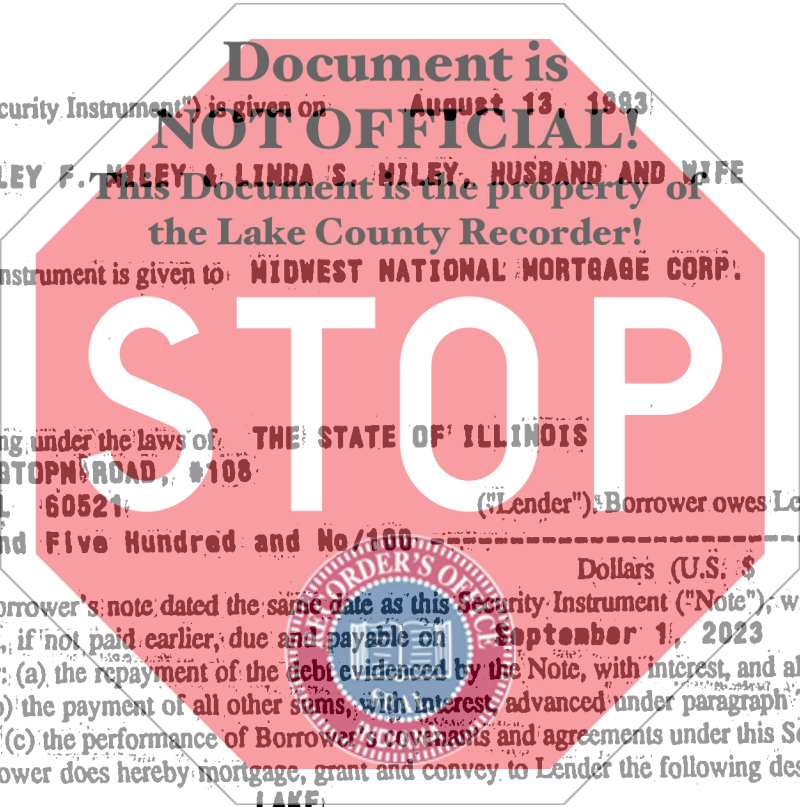 Document is
curity Instrument") is given on August 13, 1993
NOT OFFICIAL!
LEY F. MILEY & LINDA S. MILEY, HUSBAND AND WIFE
This Document is the property of
the Lake County Recorder!
nstrument is given to MIDWEST NATIONAL MORTGAGE CORP.
STOP
ng under the laws of THE STATE OF ILLINOIS
GTOPN ROAD, #108
L 60521
("Lender"). Borrower owes Le
nd Five Hundred and No/100 --------------------
Dollars (U.S. $
RECORDER'S OFFICE
orrower's note dated the same date as this Security Instrument ("Note"), w
, if not paid earlier, due and payable on September 1, 2023
: (a) the repayment of the debt evidenced by the Note, with interest, and al
) the payment of all other sums, with interest, advanced under paragraph
(c) the performance of Borrower's covenants and agreements under this Se
ower does hereby mortgage, grant and convey to Lender the following des
LAKE